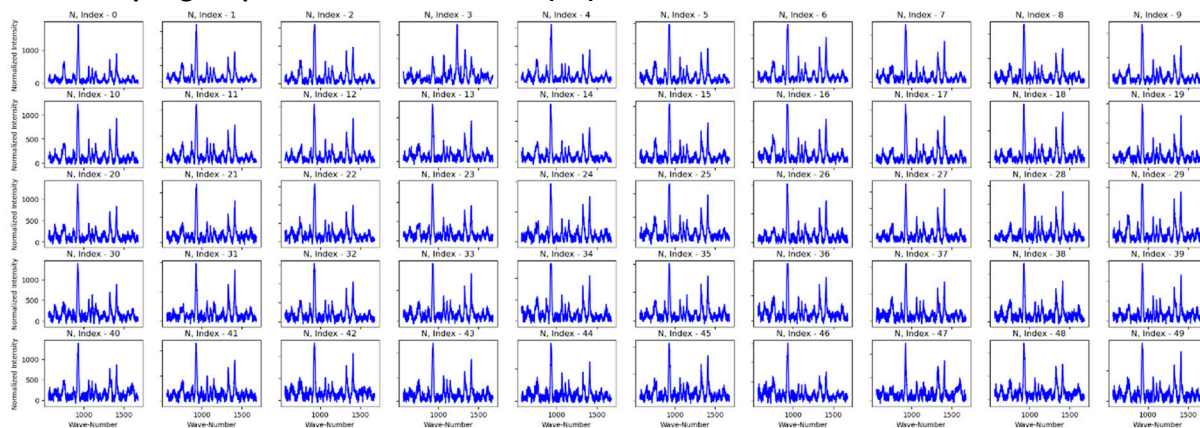 N, Index - 0 N, Index - 1 N, Index - 2 N, Index - 3 N, Index - 4 N, Index - 5 N, Index - 6 N, Index - 7 N, Index - 8 N, Index - 9
Normalized Intensity
1000
0
N, Index - 10 N, Index - 11 N, Index - 12 N, Index - 13 N, Index - 14 N, Index - 15 N, Index - 16 N, Index - 17 N, Index - 18 N, Index - 19
Normalized Intensity
1000
500
0
N, Index - 20 N, Index - 21 N, Index - 22 N, Index - 23 N, Index - 24 N, Index - 25 N, Index - 26 N, Index - 27 N, Index - 28 N, Index - 29
Normalized Intensity
1000
500
0
N, Index - 30 N, Index - 31 N, Index - 32 N, Index - 33 N, Index - 34 N, Index - 35 N, Index - 36 N, Index - 37 N, Index - 38 N, Index - 39
Normalized Intensity
1000
500
0
N, Index - 40 N, Index - 41 N, Index - 42 N, Index - 43 N, Index - 44 N, Index - 45 N, Index - 46 N, Index - 47 N, Index - 48 N, Index - 49
Normalized Intensity
1000
500
0
1000 1500 1000 1500 1000 1500 1000 1500 1000 1500 1000 1500 1000 1500 1000 1500 1000 1500 1000 1500
Wave-Number Wave-Number Wave-Number Wave-Number Wave-Number Wave-Number Wave-Number Wave-Number Wave-Number Wave-Number